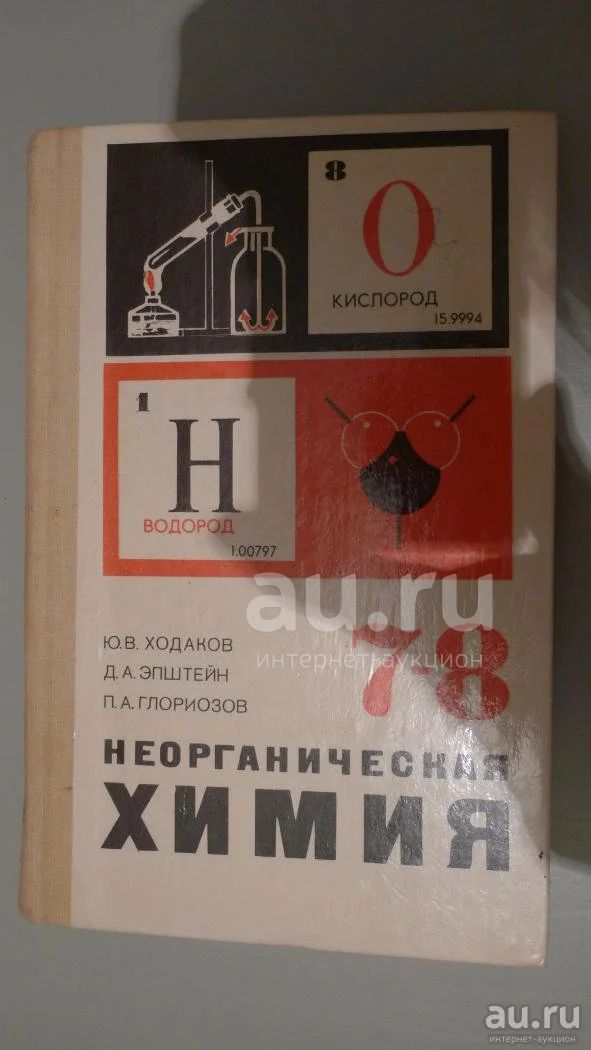 8
О
КИСЛОРОД
15.9994
1
H
ВОДОРОД
1.00797
au.ru
интернет-аукцион
Ю.В. ХОДАКОВ
Д.А. ЭПШТЕЙН
П.А. ГЛОРИОЗОВ
7-8
НЕОРГАНИЧЕСКАЯ
ХИМИЯ
au.ru
интернет-аукцион